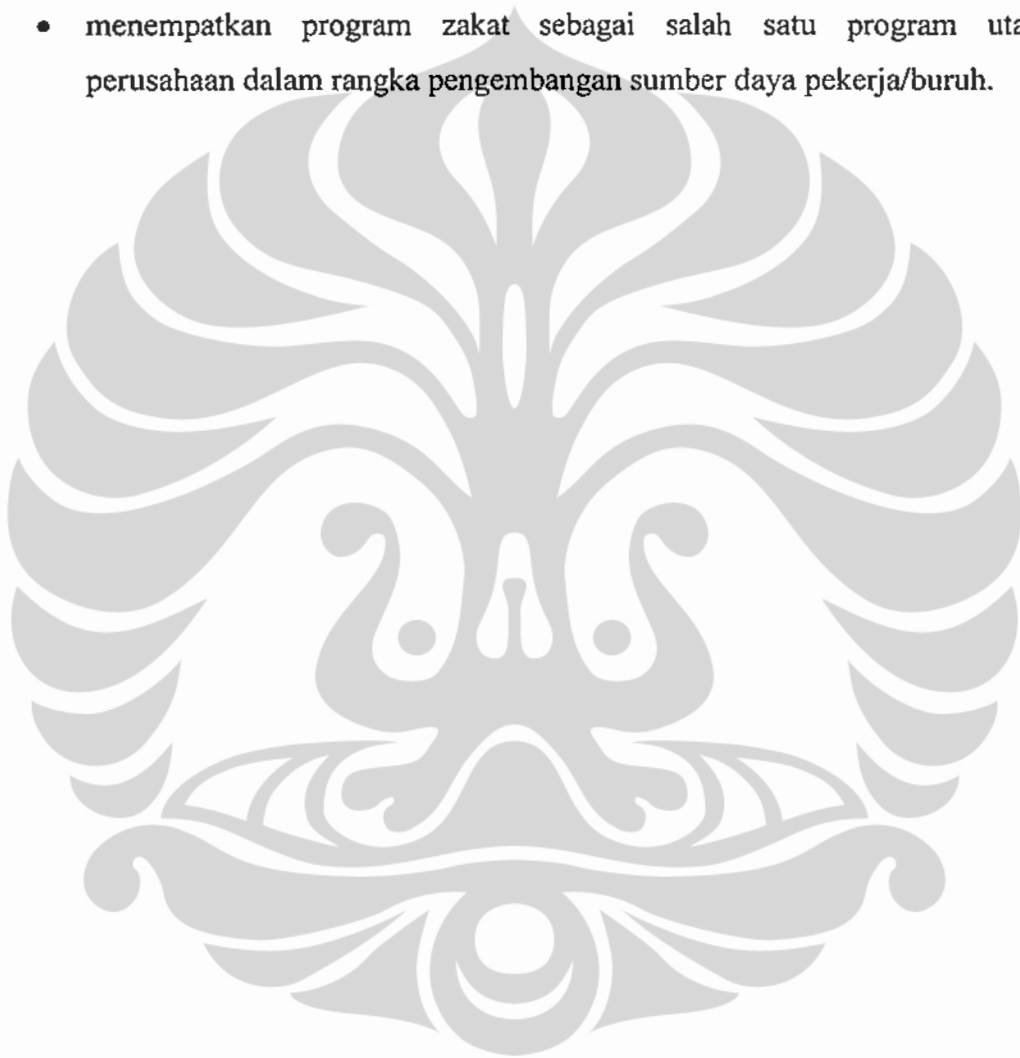 • menempatkan program zakat sebagai salah satu program uta
perusahaan dalam rangka pengembangan sumber daya pekerja/buruh.